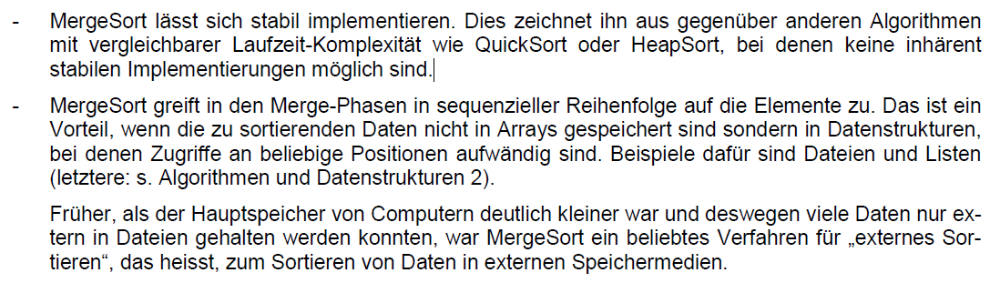 - MergeSort lässt sich stabil implementieren. Dies zeichnet ihn aus gegenüber anderen Algorithmen
mit vergleichbarer Laufzeit-Komplexität wie QuickSort oder HeapSort, bei denen keine inhärent
stabilen Implementierungen möglich sind.
- MergeSort greift in den Merge-Phasen in sequenzieller Reihenfolge auf die Elemente zu. Das ist ein
Vorteil, wenn die zu sortierenden Daten nicht in Arrays gespeichert sind sondern in Datenstrukturen,
bei denen Zugriffe an beliebige Positionen aufwändig sind. Beispiele dafür sind Dateien und Listen
(letztere: s. Algorithmen und Datenstrukturen 2).
Früher, als der Hauptspeicher von Computern deutlich kleiner war und deswegen viele Daten nur ex-
tern in Dateien gehalten werden konnten, war MergeSort ein beliebtes Verfahren für „externes Sor-
tieren“, das heisst, zum Sortieren von Daten in externen Speichermedien.